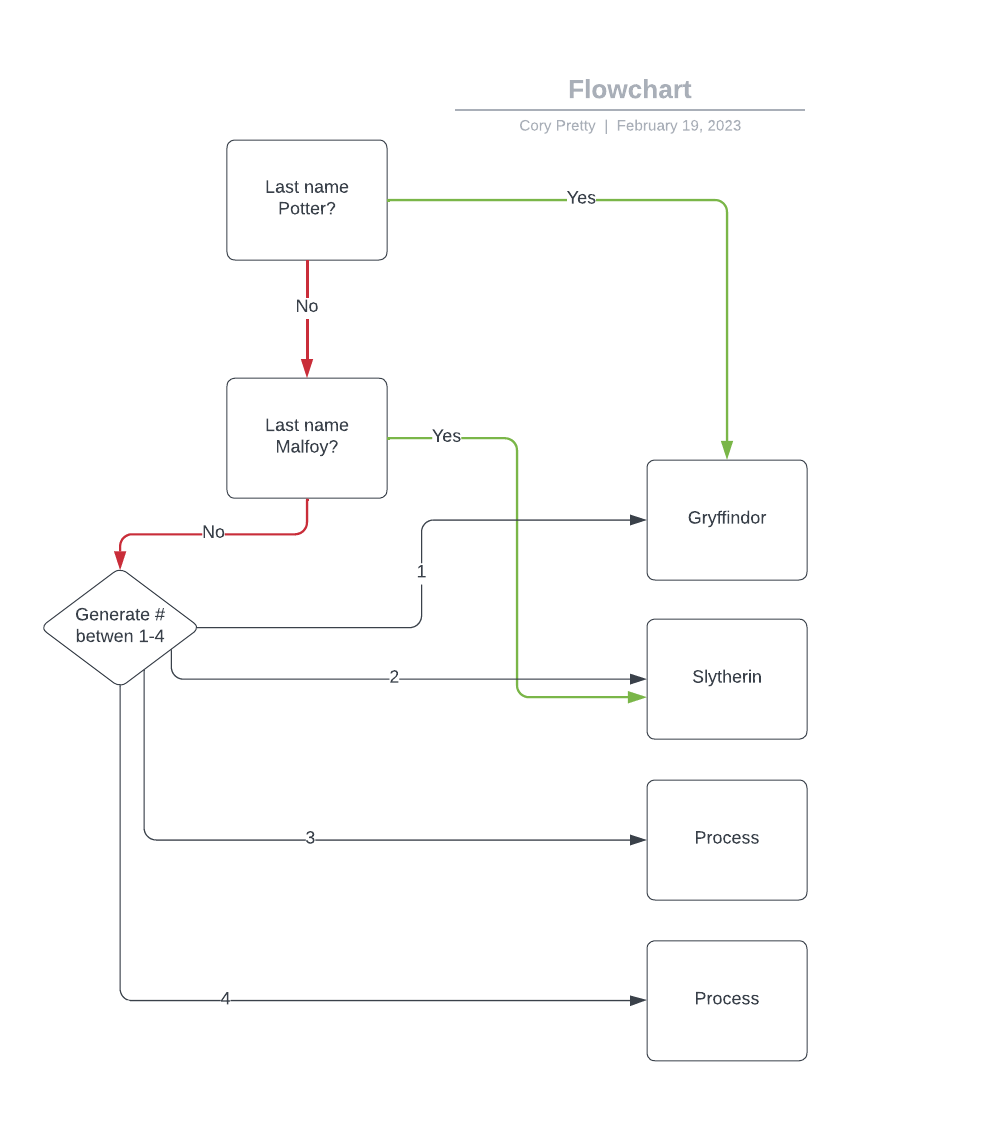 Flowchart
Cory Pretty | February 19, 2023
Last name
Potter?
Yes
No
Last name
Malfoy?
Yes
No
Gryffindor
1
Generate #
betwen 1-4
2
Slytherin
3
Process
4
Process